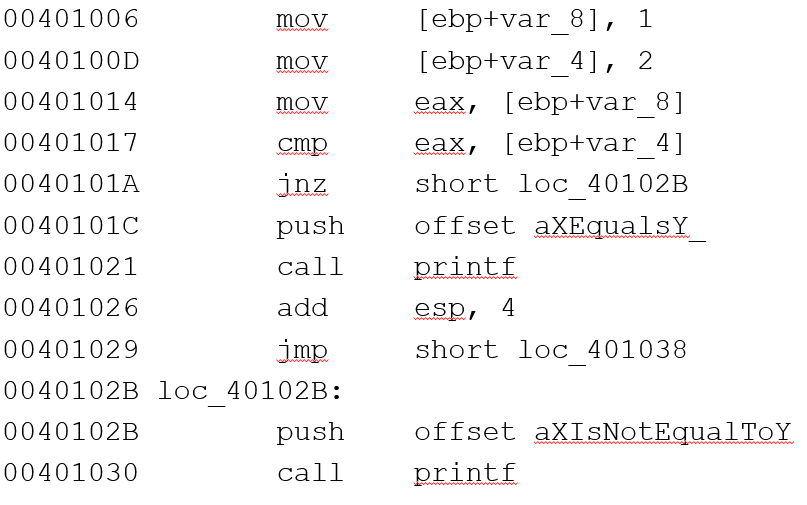 00401006 mov [ebp+var_8], 1
0040100D mov [ebp+var_4], 2
00401014 mov eax, [ebp+var_8]
00401017 cmp eax, [ebp+var_4]
0040101A jnz short loc_40102B
0040101C push offset aXEqualsY_
00401021 call printf
00401026 add esp, 4
00401029 jmp short loc_401038
0040102B loc_40102B:
0040102B push offset aXIsNotEqualToY
00401030 call printf